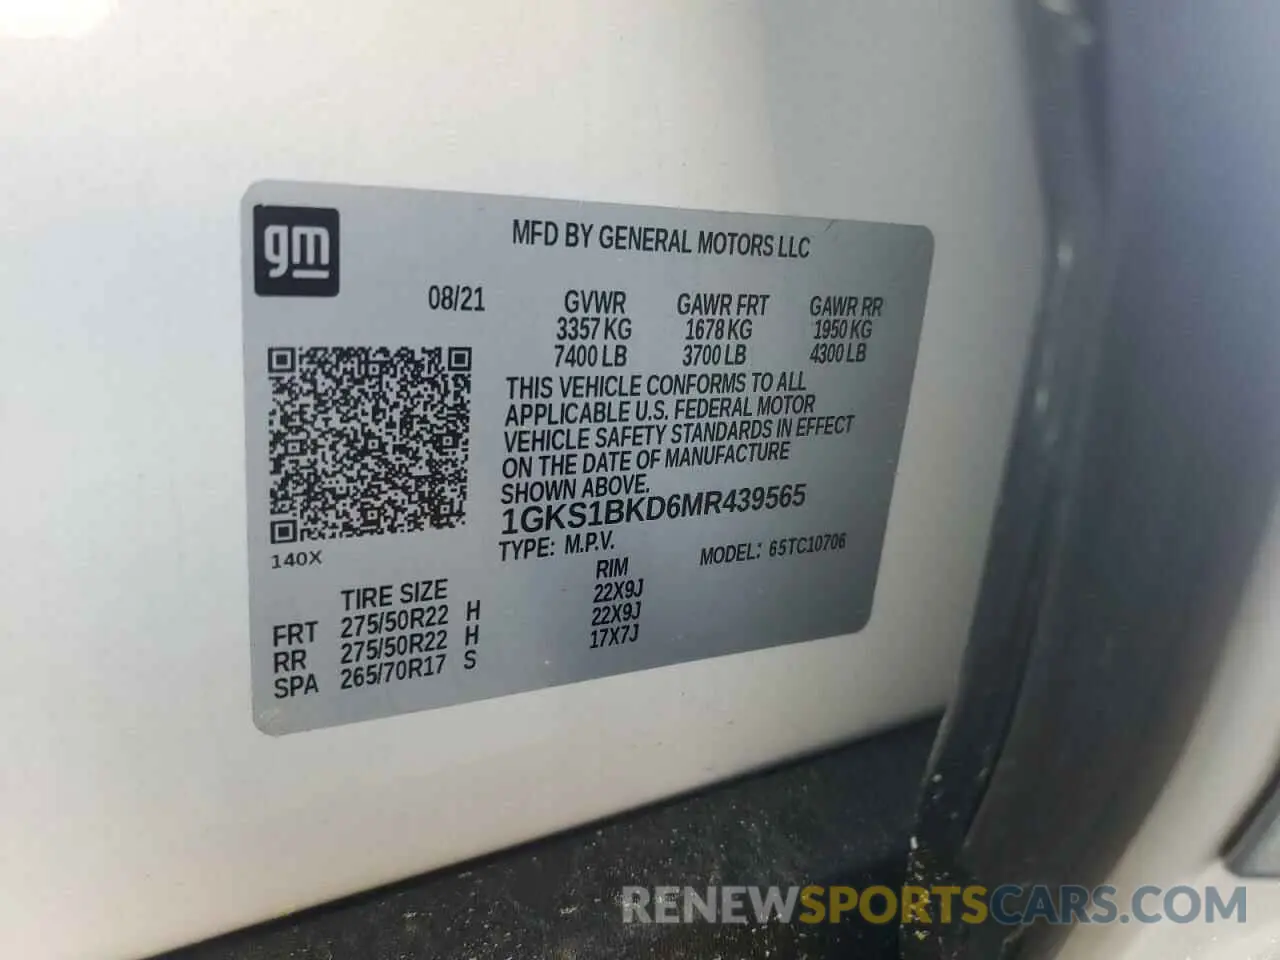 gm
MFD BY GENERAL MOTORS LLC
08/21
GVWR GAWR FRT GAWR RR
3357 KG 1678 KG 1950 KG
7400 LB 3700 LB 4300 LB
THIS VEHICLE CONFORMS TO ALL
APPLICABLE U.S. FEDERAL MOTOR
VEHICLE SAFETY STANDARDS IN EFFECT
ON THE DATE OF MANUFACTURE
SHOWN ABOVE.
1GKS1BKD6MR439565
TYPE: M.P.V. MODEL: 65TC10706
140X
TIRE SIZE RIM
FRT 275/50R22 H 22X9J
RR 275/50R22 H 22X9J
SPA 265/70R17 S 17X7J
RENEWSPORTSCARS.COM